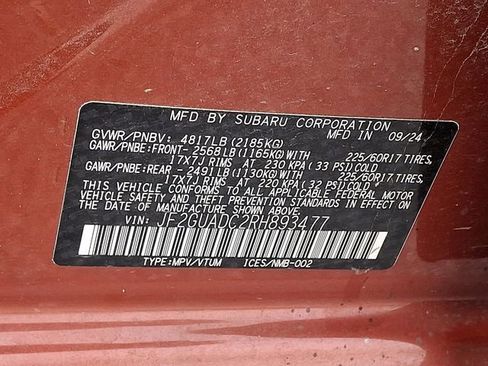 MFD BY SUBARU CORPORATION
GVWR/PNBV: 4817LB (2185KG) MFD. IN JAPAN 09/24
GAWR/PNBE:FRONT-2568LB(1165KG)WITH 225/60R17 TIRES,
17X7J RIMS AT 230 KPA (33 PSI)COLD
GAWR/PNBE:REAR -2491LB(1130KG)WITH 225/60R17 TIRES,
17X7J RIMS AT 220 KPA (32 PSI)COLD
THIS VEHICLE CONFORMS TO ALL APPLICABLE FEDERAL MOTOR
VEHICLE SAFETY AND THEFT PREVENTION STANDARDS IN
EFFECT ON THE DATE OF MANUFACTURE SHOWN ABOVE.
VIN: JF2GUADC2RH893477
TYPE:MPV/VTUM ICES/NMB-002